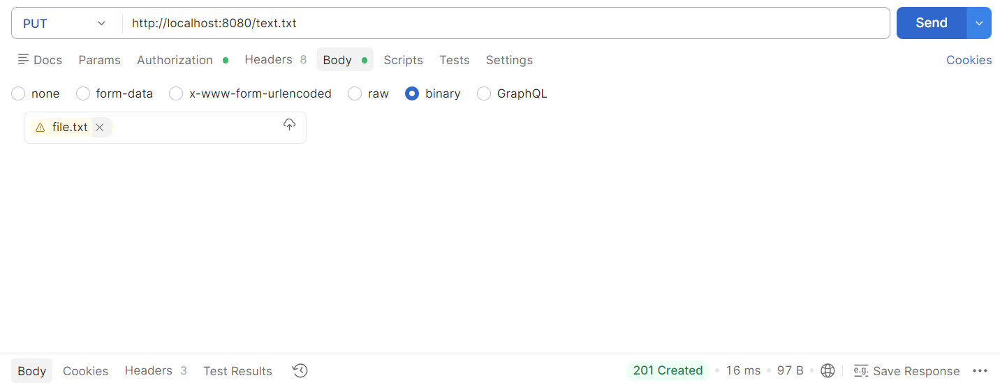 PUT http://localhost:8080/text.txt Send
Docs Params Authorization Headers 8 Body Scripts Tests Settings Cookies
none form-data x-www-form-urlencoded raw binary GraphQL
file.txt
Body Cookies Headers 3 Test Results 201 Created 16 ms 97 B e.g. Save Response